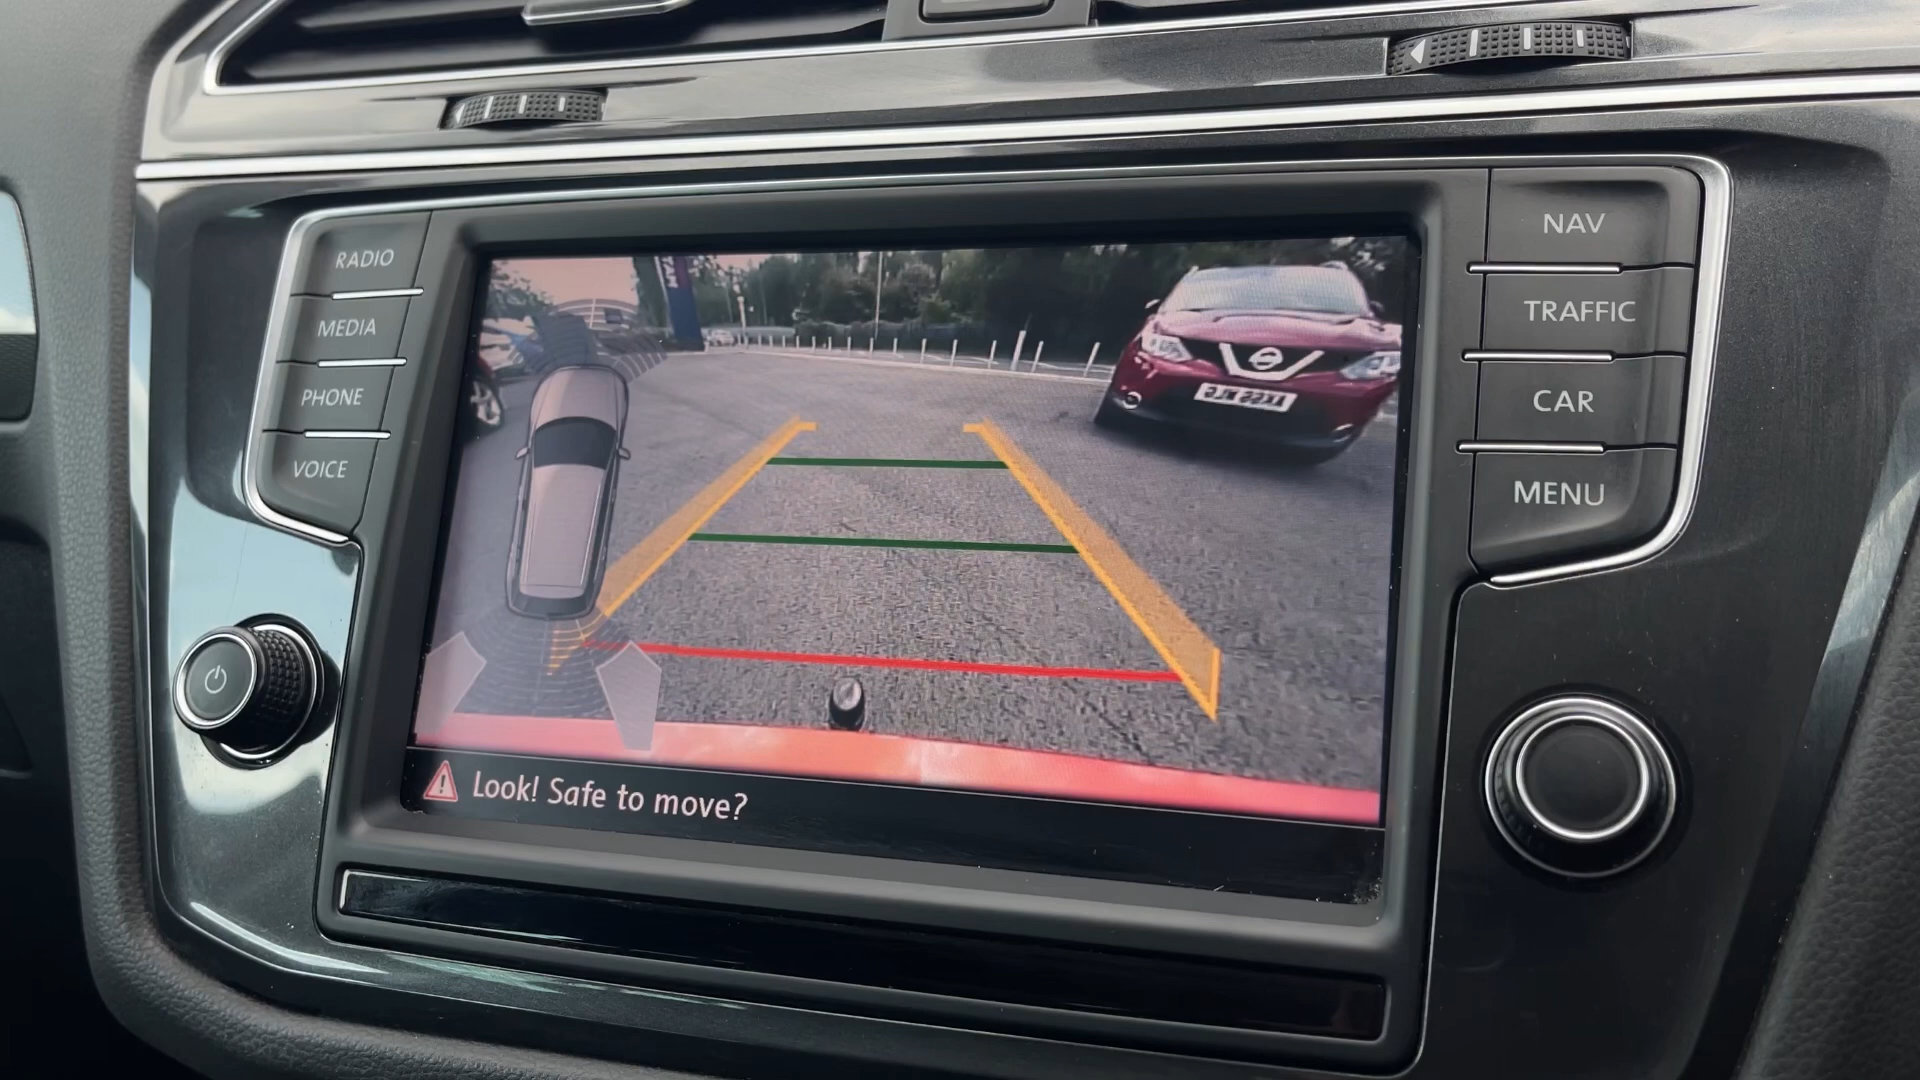 RADIO
MEDIA
PHONE
VOICE
NAV
TRAFFIC
CAR
MENU
Look! Safe to move?